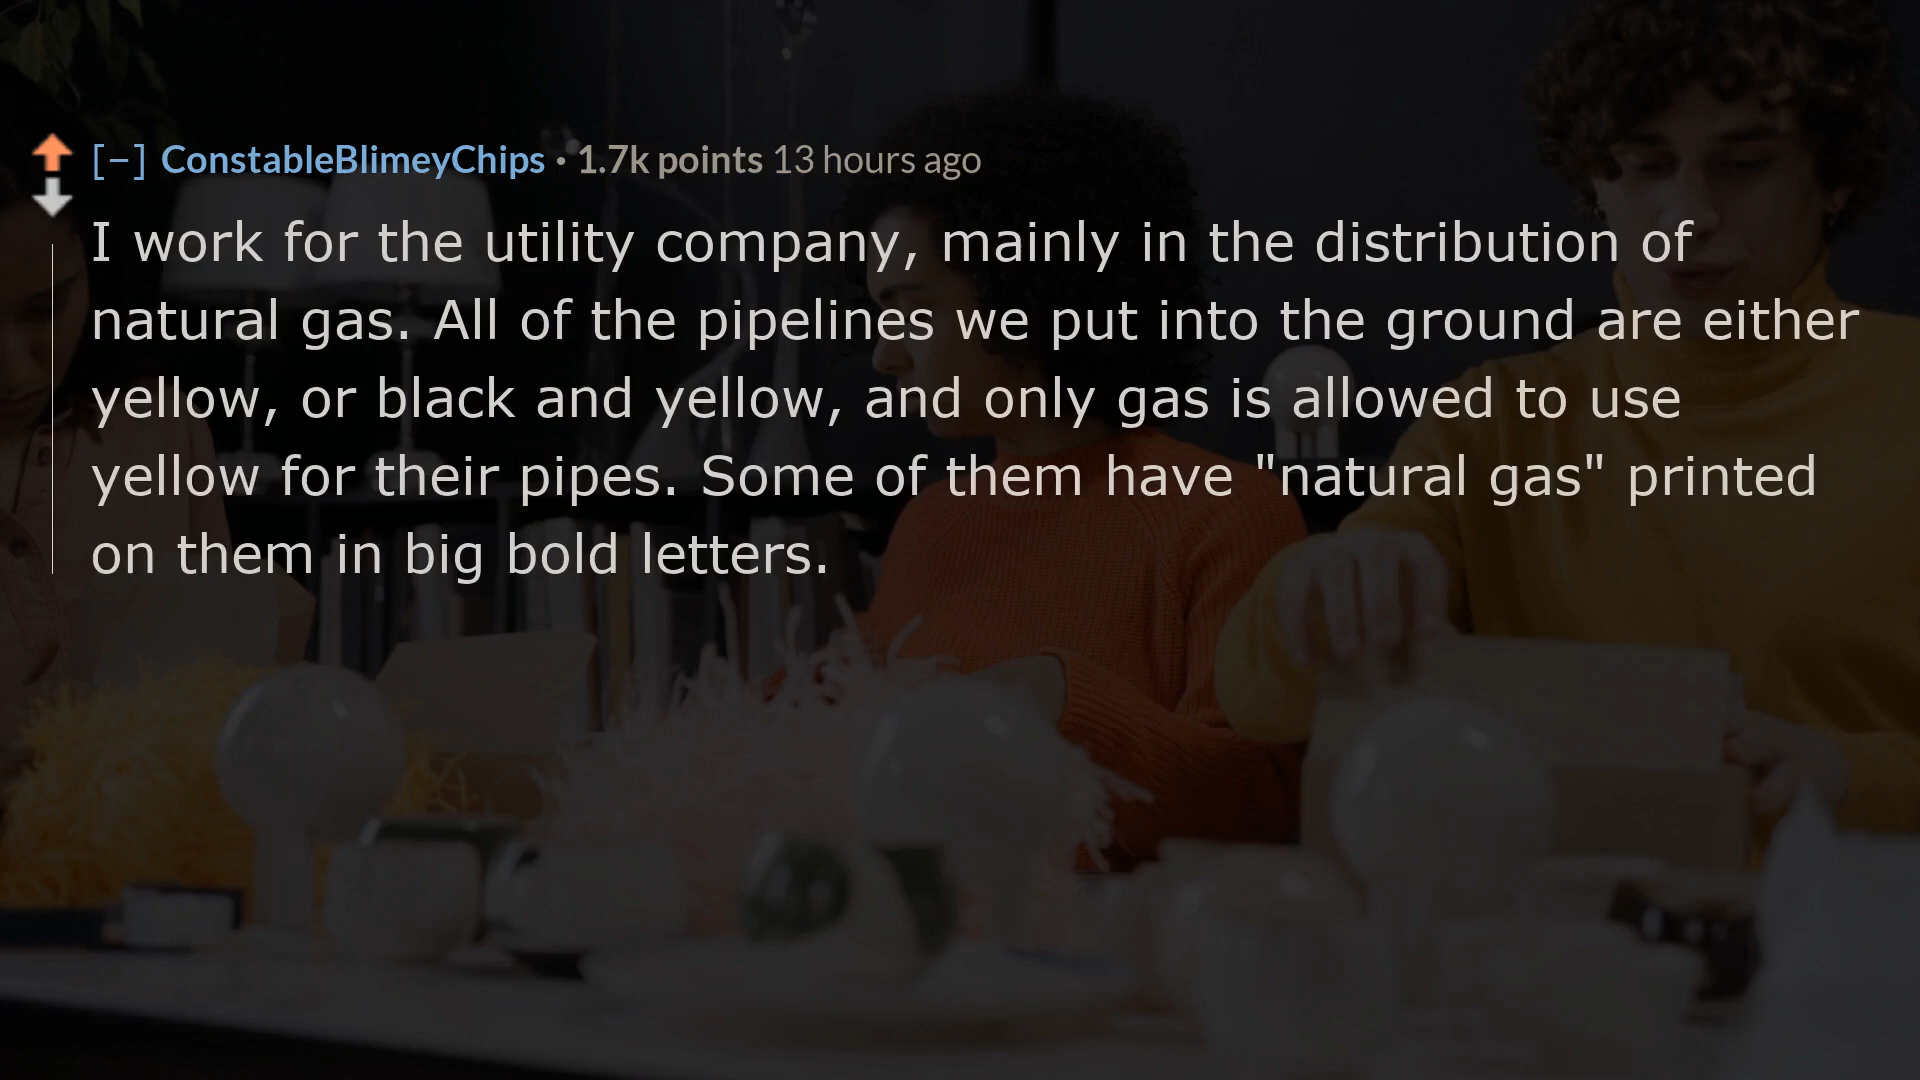 [−] ConstableBlimeyChips · 1.7k points 13 hours ago
I work for the utility company, mainly in the distribution of
natural gas. All of the pipelines we put into the ground are either
yellow, or black and yellow, and only gas is allowed to use
yellow for their pipes. Some of them have "natural gas" printed
on them in big bold letters.